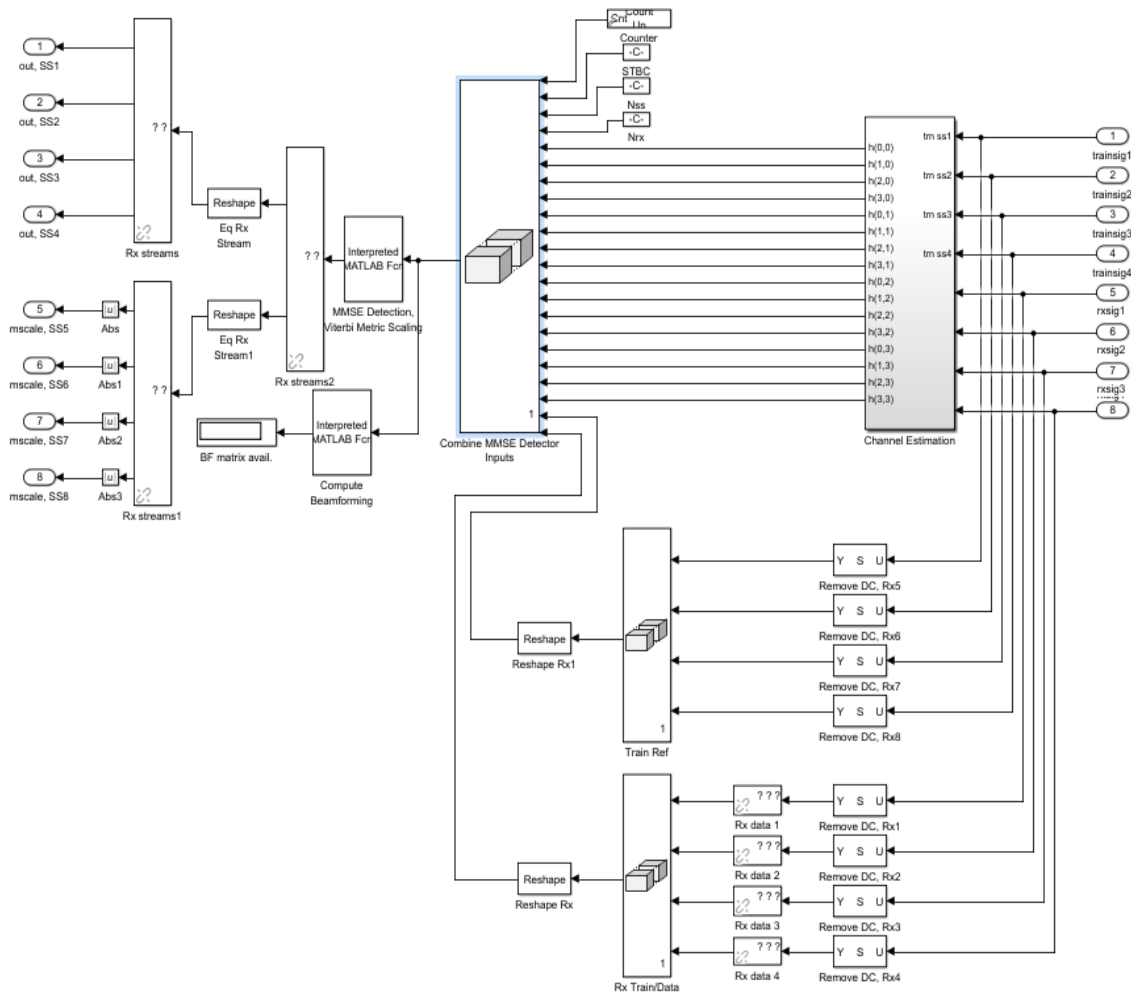 1
out, SS1
2
out, SS2
3
out, SS3
4
out, SS4
? ?
Rx streams
5
mscale, SS5
|u|
Abs
6
mscale, SS6
|u|
Abs1
7
mscale, SS7
|u|
Abs2
8
mscale, SS8
|u|
Abs3
? ?
Rx streams1
Reshape
Eq Rx
Stream
Reshape
Eq Rx
Stream1
? ?
Rx streams2
Interpreted
MATLAB Fcn
MMSE Detection,
Viterbi Metric Scaling
BF matrix avail.
Interpreted
MATLAB Fcn
Compute
Beamforming
1
Combine MMSE Detector
Inputs
Cnt
Count
Up
Counter
-C-
STBC
-C-
Nss
-C-
Nrx
h(0,0)
h(1,0)
h(2,0)
h(3,0)
h(0,1)
h(1,1)
h(2,1)
h(3,1)
h(0,2)
h(1,2)
h(2,2)
h(3,2)
h(0,3)
h(1,3)
h(2,3)
h(3,3)
trn ss1
trn ss2
trn ss3
trn ss4
Channel Estimation
1
trainsig1
2
trainsig2
3
trainsig3
4
trainsig4
5
rxsig1
6
rxsig2
7
rxsig3
8
Reshape
Reshape Rx1
1
Train Ref
Y S U
Remove DC, Rx5
Y S U
Remove DC, Rx6
Y S U
Remove DC, Rx7
Y S U
Remove DC, Rx8
Reshape
Reshape Rx
1
Rx Train/Data
? ? ?
Rx data 1
Y S U
Remove DC, Rx1
? ? ?
Rx data 2
Y S U
Remove DC, Rx2
? ? ?
Rx data 3
Y S U
Remove DC, Rx3
? ? ?
Rx data 4
Y S U
Remove DC, Rx4